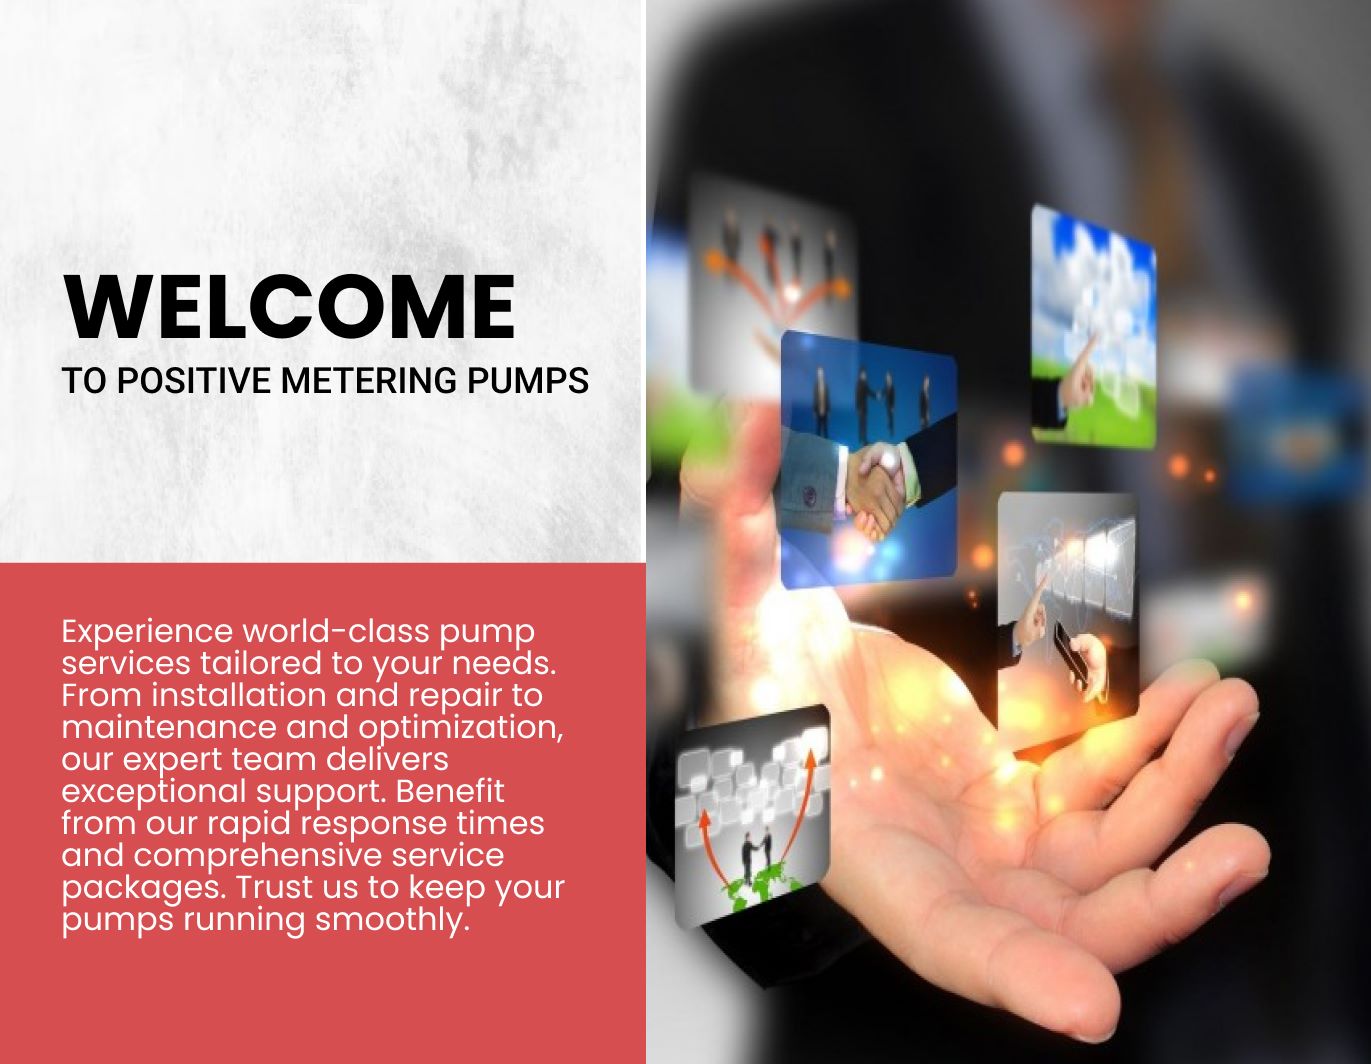 WELCOME
TO POSITIVE METERING PUMPS
Experience world-class pump
services tailored to your needs.
From installation and repair to
maintenance and optimization,
our expert team delivers
exceptional support. Benefit
from our rapid response times
and comprehensive service
packages. Trust us to keep your
pumps running smoothly.